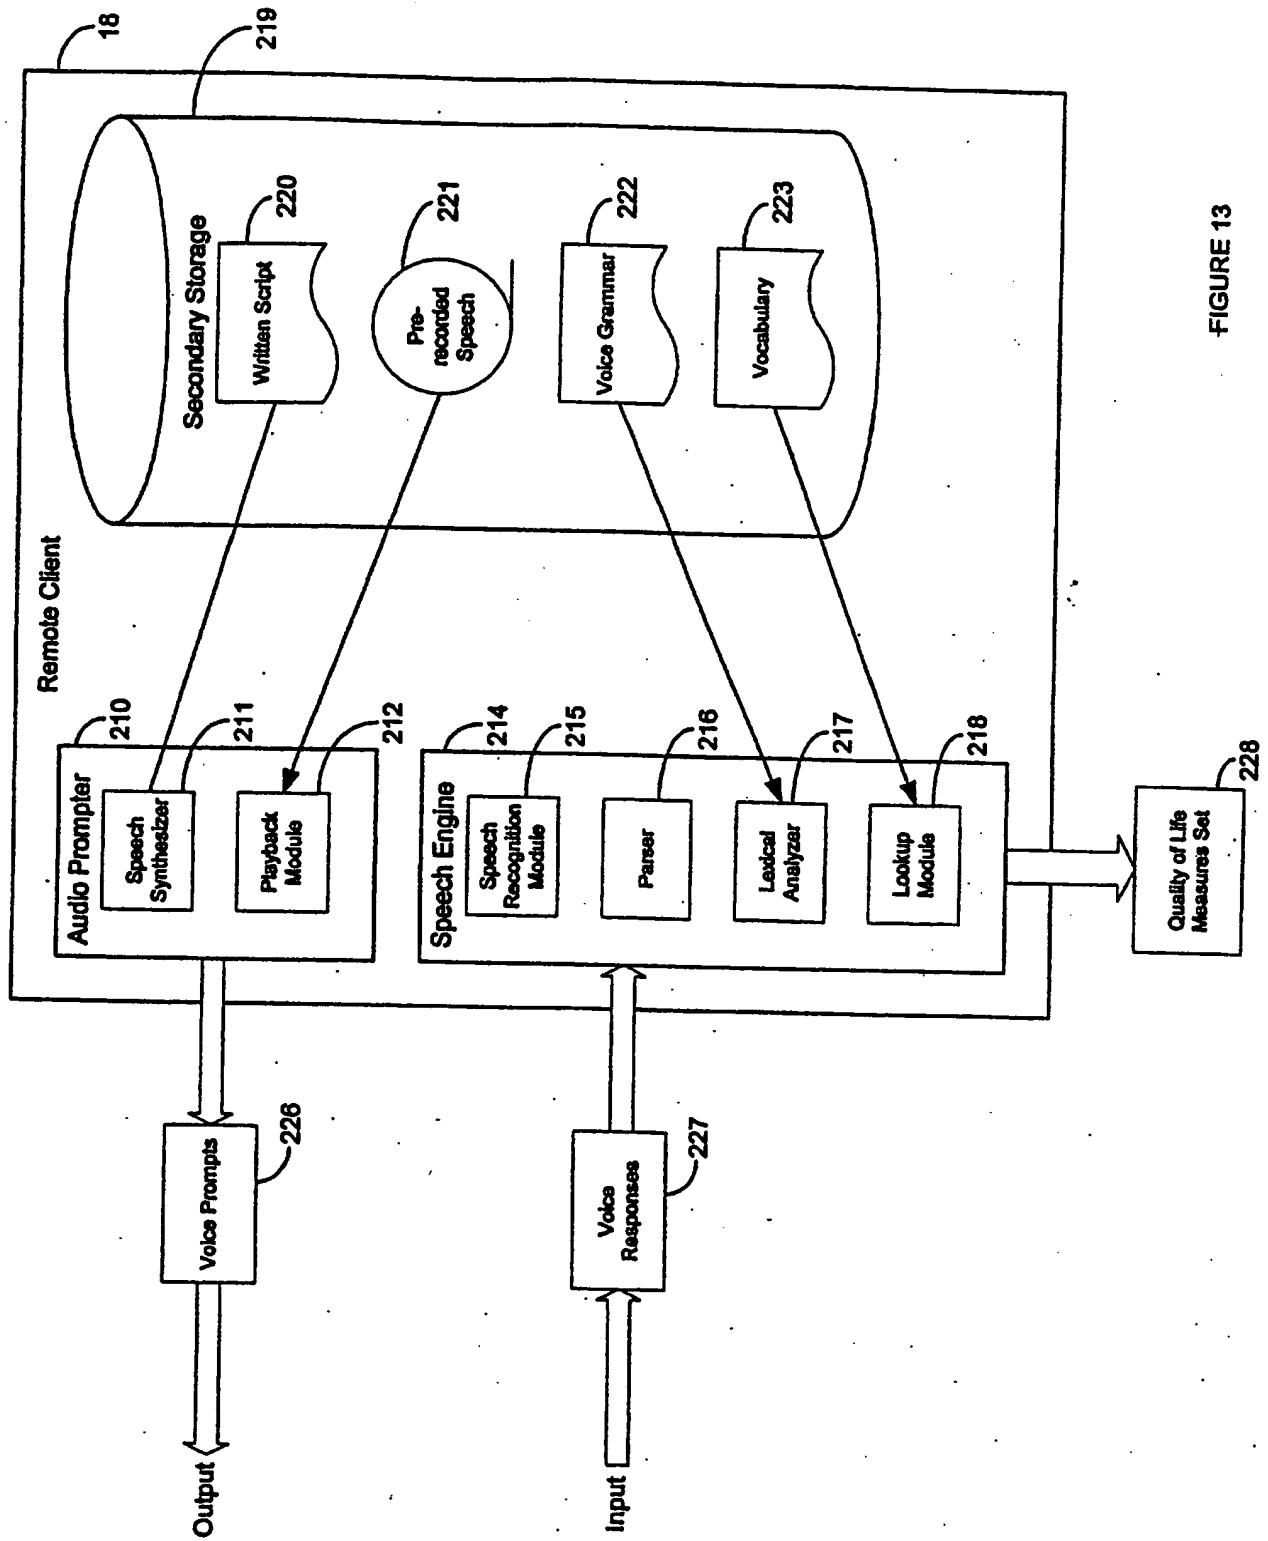 18
Remote Client
219
Audio Prompter
210
Speech
Synthesizer
211
Playback
Module
212
Secondary Storage
Written Script
220
Pre-
recorded
Speech
221
Output
Voice Prompts
226
Speech Engine
214
Speech
Recognition
Module
215
Parser
216
Lexical
Analyzer
217
Lookup
Module
218
Voice Grammar
222
Vocabulary
223
Input
Voice
Responses
227
Quality of Life
Measures Set
228
FIGURE 13